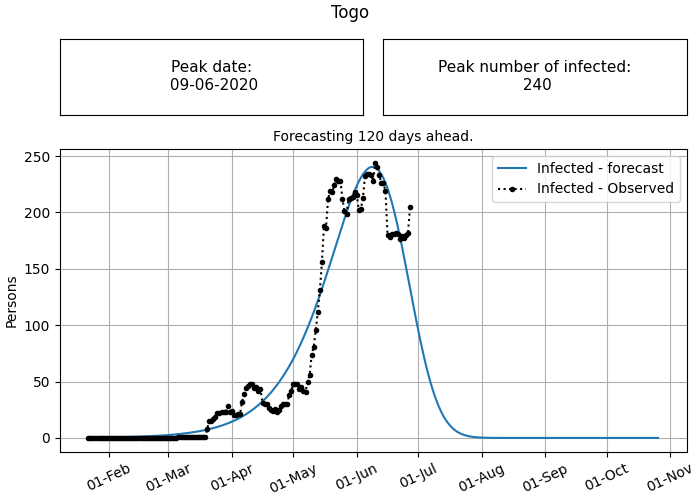 Togo
Peak date:
09-06-2020
Peak number of infected:
240
Forecasting 120 days ahead.
Infected - forecast
Infected - Observed
250
200
150
100
50
0
Persons
01-Feb
01-Mar
01-Apr
01-May
01-Jun
01-Jul
01-Aug
01-Sep
01-Oct
01-Nov